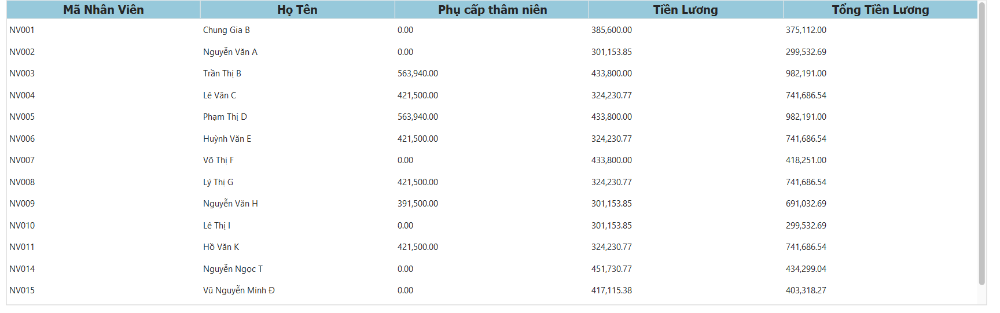 Mã Nhân Viên Họ Tên Phụ cấp thâm niên Tiền Lương Tổng Tiền Lương
NV001 Chung Gia B 0.00 385,600.00 375,112.00
NV002 Nguyễn Văn A 0.00 301,153.85 299,532.69
NV003 Trần Thị B 563,940.00 433,800.00 982,191.00
NV004 Lê Văn C 421,500.00 324,230.77 741,686.54
NV005 Phạm Thị D 563,940.00 433,800.00 982,191.00
NV006 Huỳnh Văn E 421,500.00 324,230.77 741,686.54
NV007 Võ Thị F 0.00 433,800.00 418,251.00
NV008 Lý Thị G 421,500.00 324,230.77 741,686.54
NV009 Nguyễn Văn H 391,500.00 301,153.85 691,032.69
NV010 Lê Thị I 0.00 301,153.85 299,532.69
NV011 Hồ Văn K 421,500.00 324,230.77 741,686.54
NV014 Nguyễn Ngọc T 0.00 451,730.77 434,299.04
NV015 Vũ Nguyễn Minh Đ 0.00 417,115.38 403,318.27